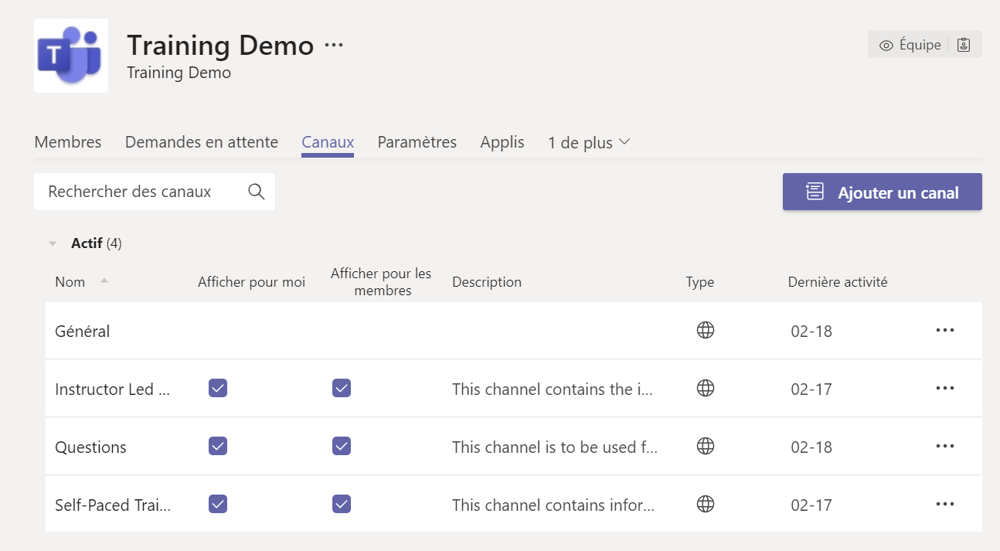 T
Training Demo ...
Training Demo
Équipe
Membres Demandes en attente Canaux Paramètres Applis 1 de plus
Rechercher des canaux
Ajouter un canal
Actif (4)
Nom Afficher pour moi Afficher pour les membres Description Type Dernière activité
Général 02-18 ...
Instructor Led ... This channel contains the i... 02-17 ...
Questions This channel is to be used f... 02-18 ...
Self-Paced Trai... This channel contains infor... 02-17 ...